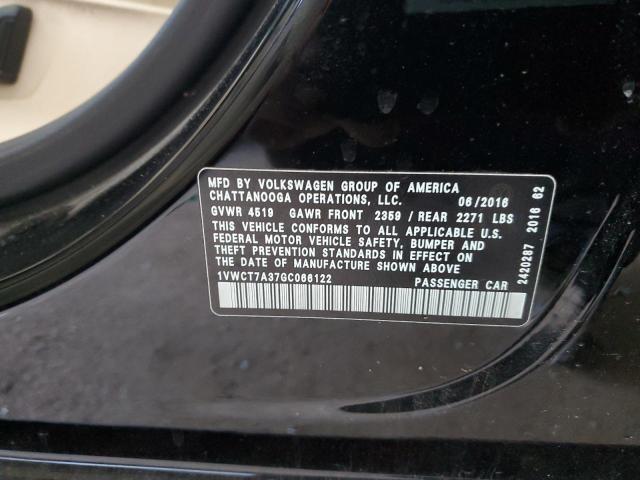 MFD BY VOLKSWAGEN GROUP OF AMERICA
CHATTANOOGA OPERATIONS, LLC. 06/2016
GVWR 4519 GAWR FRONT 2359 / REAR 2271 LBS
THIS VEHICLE CONFORMS TO ALL APPLICABLE U.S.
FEDERAL MOTOR VEHICLE SAFETY, BUMPER AND
THEFT PREVENTION STANDARDS IN EFFECT
ON THE DATE OF MANUFACTURE SHOWN ABOVE
1VWCT7A37GC066122 PASSENGER CAR
2420287 2016 62